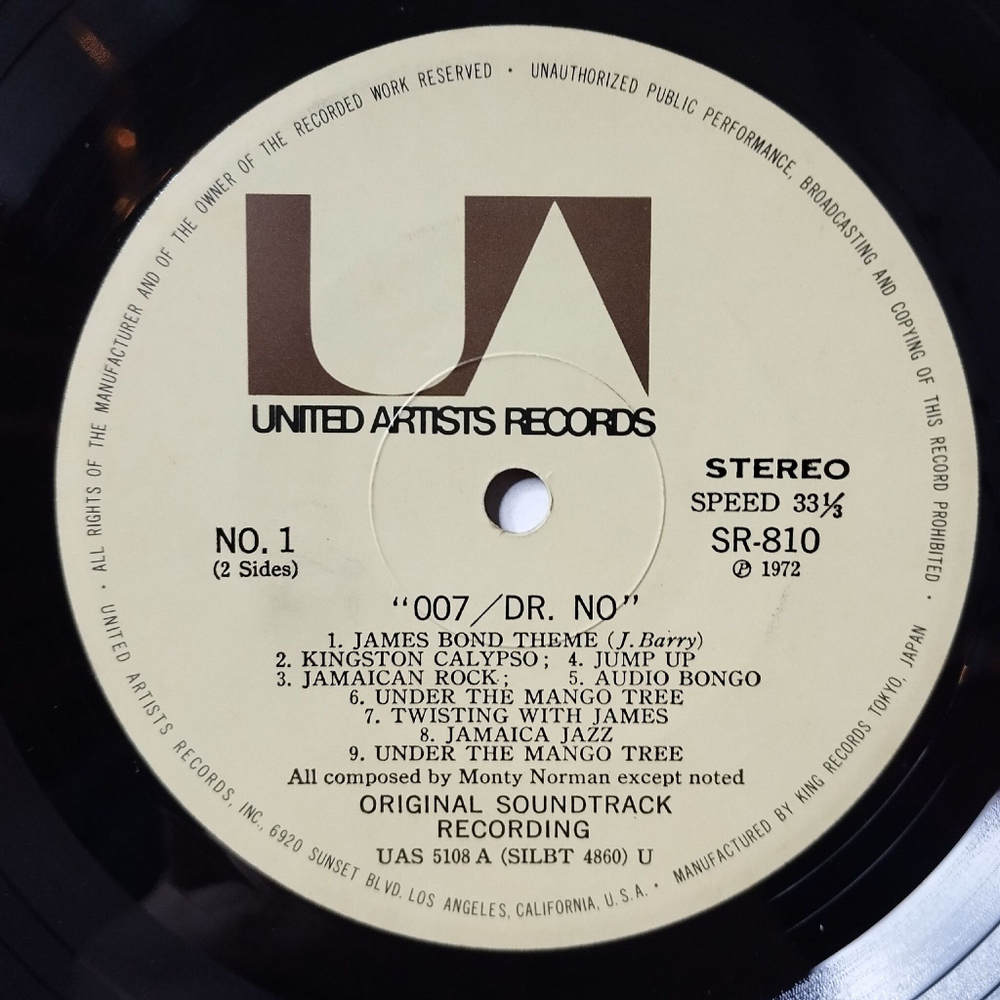 · ALL RIGHTS OF THE MANUFACTURER AND OF THE OWNER OF THE RECORDED WORK RESERVED · UNAUTHORIZED PUBLIC PERFORMANCE, BROADCASTING AND COPYING OF THIS RECORD PROHIBITED ·
UA
UNITED ARTISTS RECORDS
STEREO
SPEED 33⅓
NO. 1 SR-810
(2 Sides) ℗ 1972
“007/DR. NO”
1. JAMES BOND THEME (J. Barry)
2. KINGSTON CALYPSO; 4. JUMP UP
3. JAMAICAN ROCK; 5. AUDIO BONGO
6. UNDER THE MANGO TREE
7. TWISTING WITH JAMES
8. JAMAICA JAZZ
9. UNDER THE MANGO TREE
All composed by Monty Norman except noted
ORIGINAL SOUNDTRACK
RECORDING
UAS 5108 A (SILBT 4860) U
UNITED ARTISTS RECORDS, INC., 6920 SUNSET BLVD. LOS ANGELES, CALIFORNIA, U.S.A. · MANUFACTURED BY KING RECORDS TOKYO, JAPAN